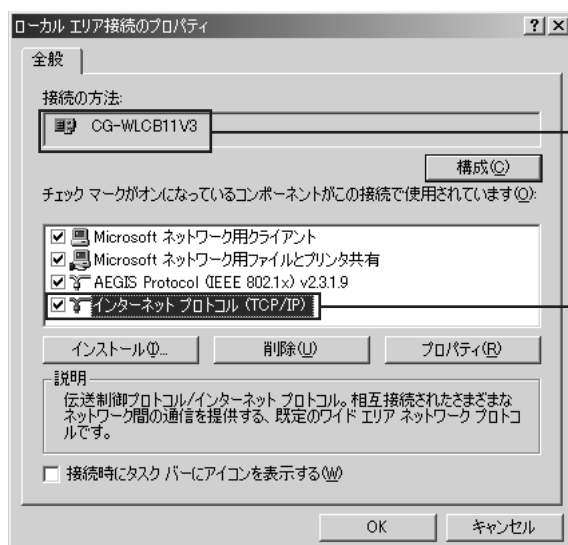 ローカル エリア接続のプロパティ
全般
接続の方法:
CG-WLCB11V3
構成(C)
チェック マークがオンになっているコンポーネントがこの接続で使用されています(O):
Microsoft ネットワーク用クライアント
Microsoft ネットワーク用ファイルとプリンタ共有
AEGIS Protocol (IEEE 802.1x) v2.3.1.9
インターネット プロトコル (TCP/IP)
インストール(I)... 削除(U) プロパティ(R)
説明
伝送制御プロトコル/インターネット プロトコル。相互接続されたさまざまな
ネットワーク間の通信を提供する、既定のワイド エリア ネットワーク プロトコ
ルです。
接続時にタスク バーにアイコンを表示する(W)
OK キャンセル